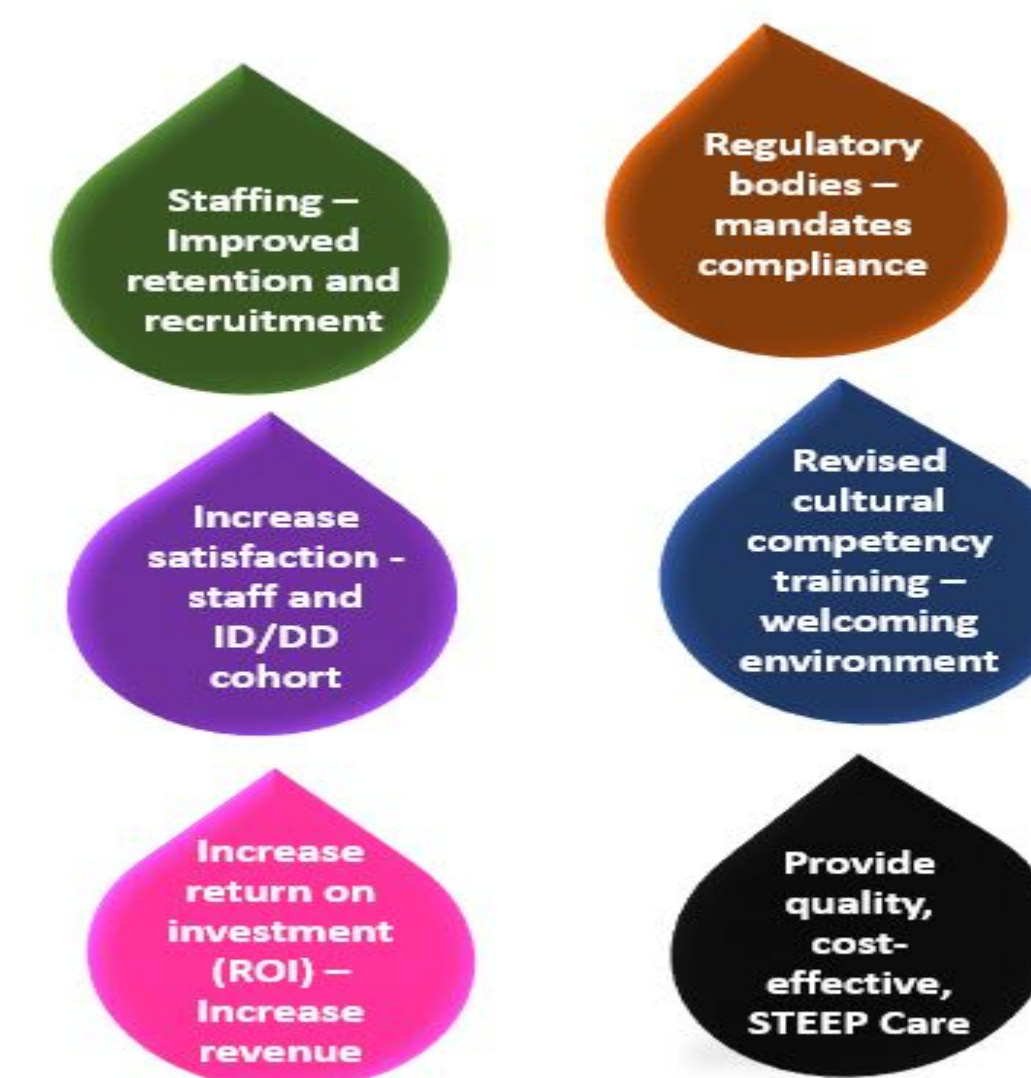 Staffing –
Improved
retention and
recruitment
Regulatory
bodies –
mandates
compliance
Increase
satisfaction -
staff and
ID/DD
cohort
Revised
cultural
competency
training –
welcoming
environment
Increase
return on
investment
(ROI) –
Increase
revenue
Provide
quality,
cost-
effective,
STEEP Care